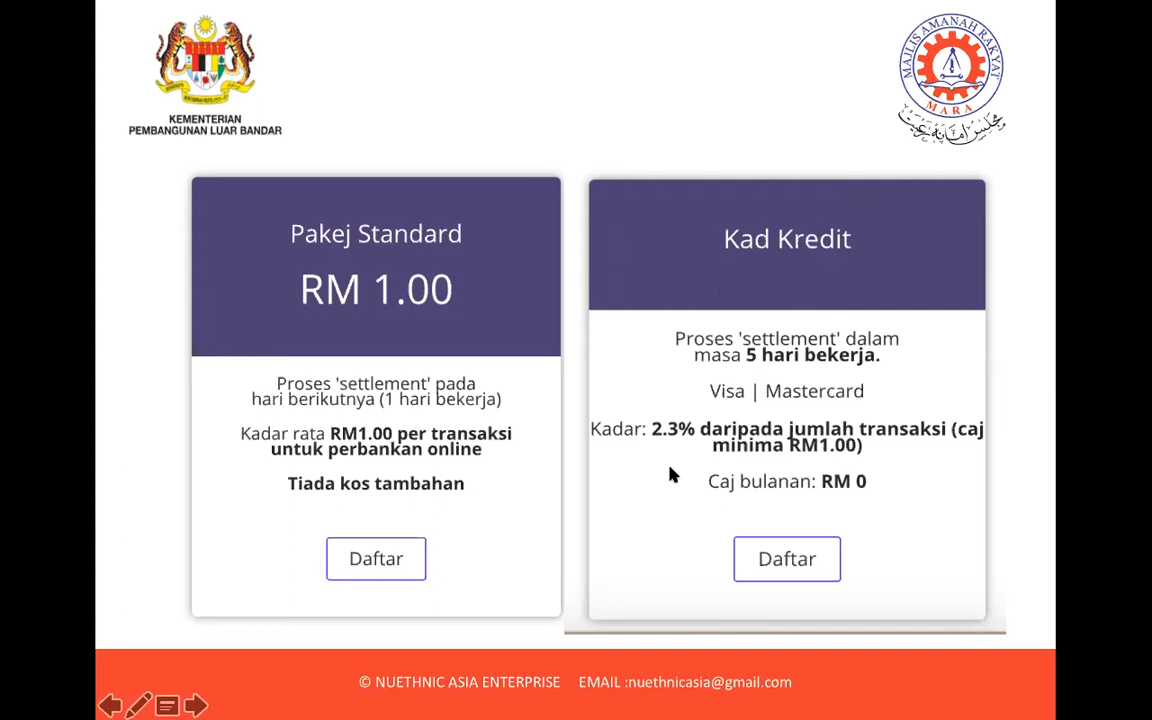 KEMENTERIAN
PEMBANGUNAN LUAR BANDAR
MAJLIS AMANAH RAKYAT
MARA
مجليس امانه رعيت
Pakej Standard
RM 1.00
Proses 'settlement' pada
hari berikutnya (1 hari bekerja)
Kadar rata RM1.00 per transaksi
untuk perbankan online
Tiada kos tambahan
Daftar
Kad Kredit
Proses 'settlement' dalam
masa 5 hari bekerja.
Visa | Mastercard
Kadar: 2.3% daripada jumlah transaksi (caj
minima RM1.00)
Caj bulanan: RM 0
Daftar
© NUETHNIC ASIA ENTERPRISE EMAIL :nuethnicasia@gmail.com